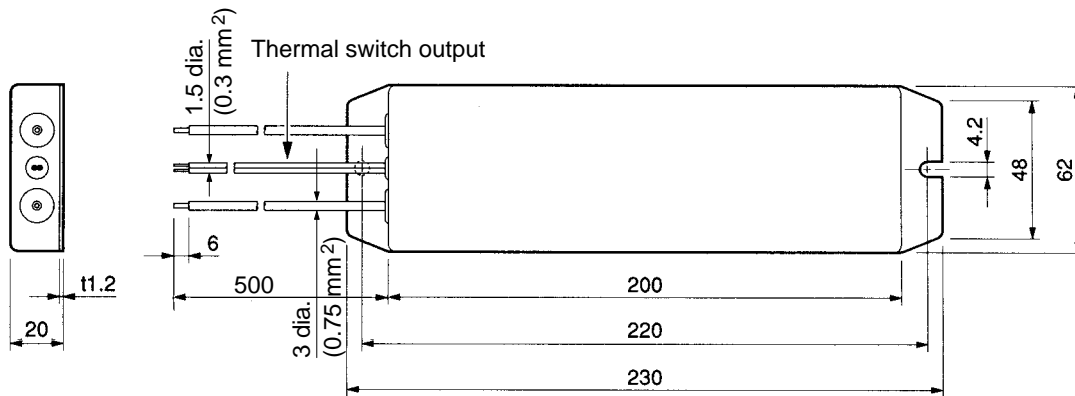 Thermal switch output
1.5 dia.
(0.3 mm²)
4.2
48
62
6
t1.2
500
200
20
3 dia.
(0.75 mm²)
220
230